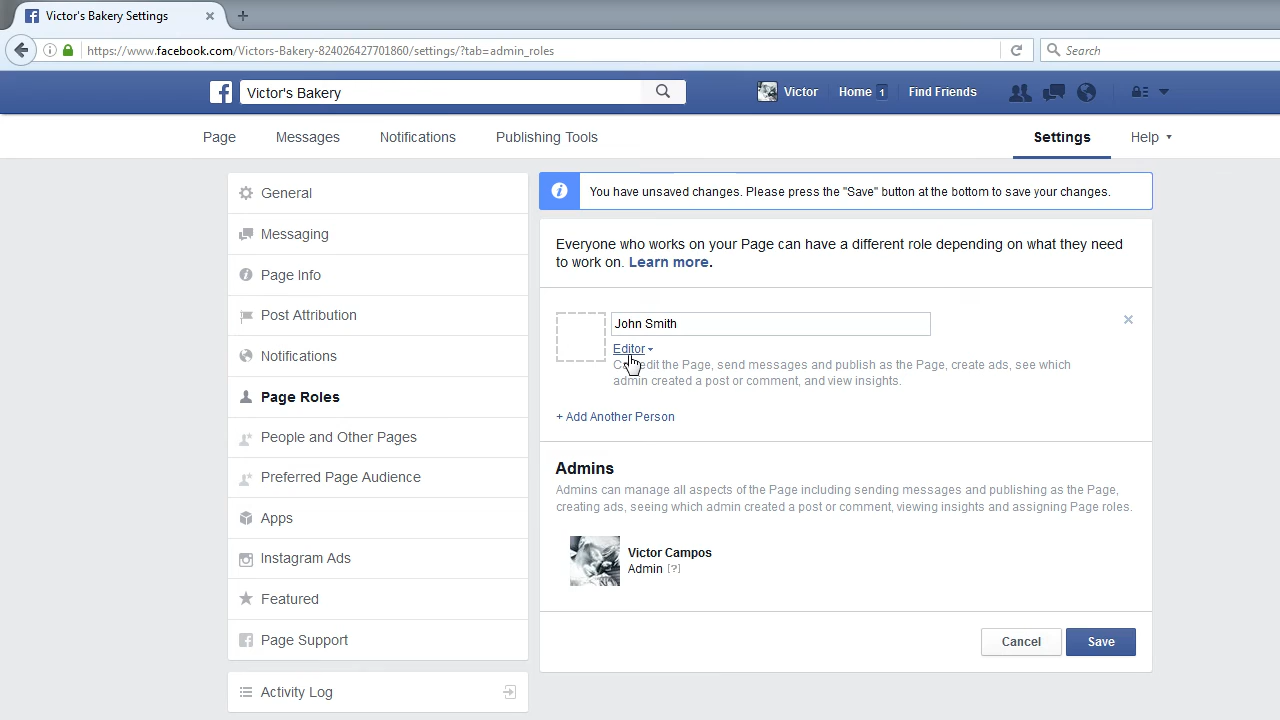 Victor's Bakery Settings
https://www.facebook.com/Victors-Bakery-824026427701860/settings/?tab=admin_roles
Search
Victor's Bakery
Victor
Home 1
Find Friends
Page
Messages
Notifications
Publishing Tools
Settings
Help
General
Messaging
Page Info
Post Attribution
Notifications
Page Roles
People and Other Pages
Preferred Page Audience
Apps
Instagram Ads
Featured
Page Support
Activity Log
You have unsaved changes. Please press the "Save" button at the bottom to save your changes.
Everyone who works on your Page can have a different role depending on what they need
to work on. Learn more.
John Smith
Editor
edit the Page, send messages and publish as the Page, create ads, see which
admin created a post or comment, and view insights.
+ Add Another Person
Admins
Admins can manage all aspects of the Page including sending messages and publishing as the Page,
creating ads, seeing which admin created a post or comment, viewing insights and assigning Page roles.
Victor Campos
Admin [?]
Cancel
Save